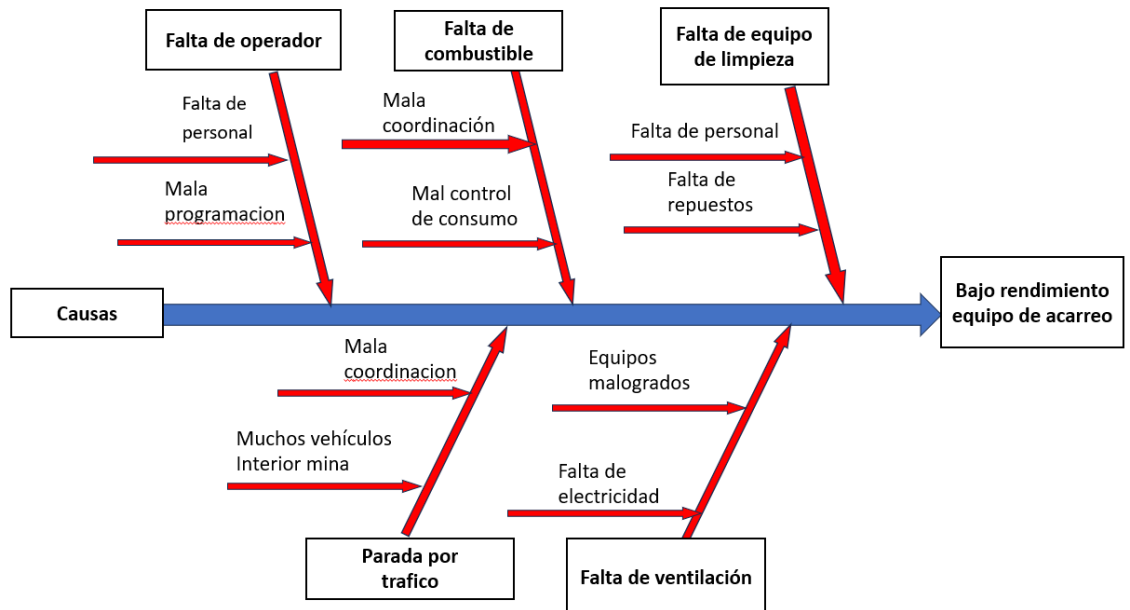 Falta de operador
Falta de
combustible
Falta de equipo
de limpieza
Falta de
personal
Mala
programacion
Mala
coordinación
Mal control
de consumo
Falta de personal
Falta de
repuestos
Causas
Bajo rendimiento
equipo de acarreo
Mala
coordinacion
Muchos vehículos
Interior mina
Equipos
malogrados
Falta de
electricidad
Parada por
trafico
Falta de ventilación